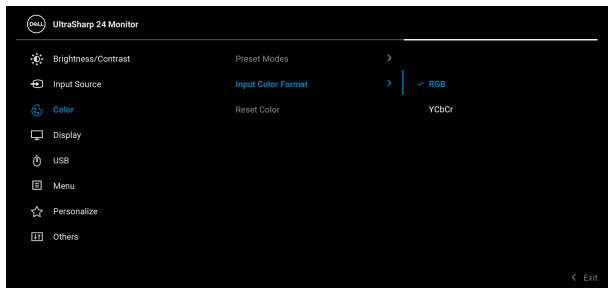 DELL UltraSharp 24 Monitor
Brightness/Contrast Preset Modes
Input Source Input Color Format RGB
Color Reset Color YCbCr
Display
USB
Menu
Personalize
Others
Exit